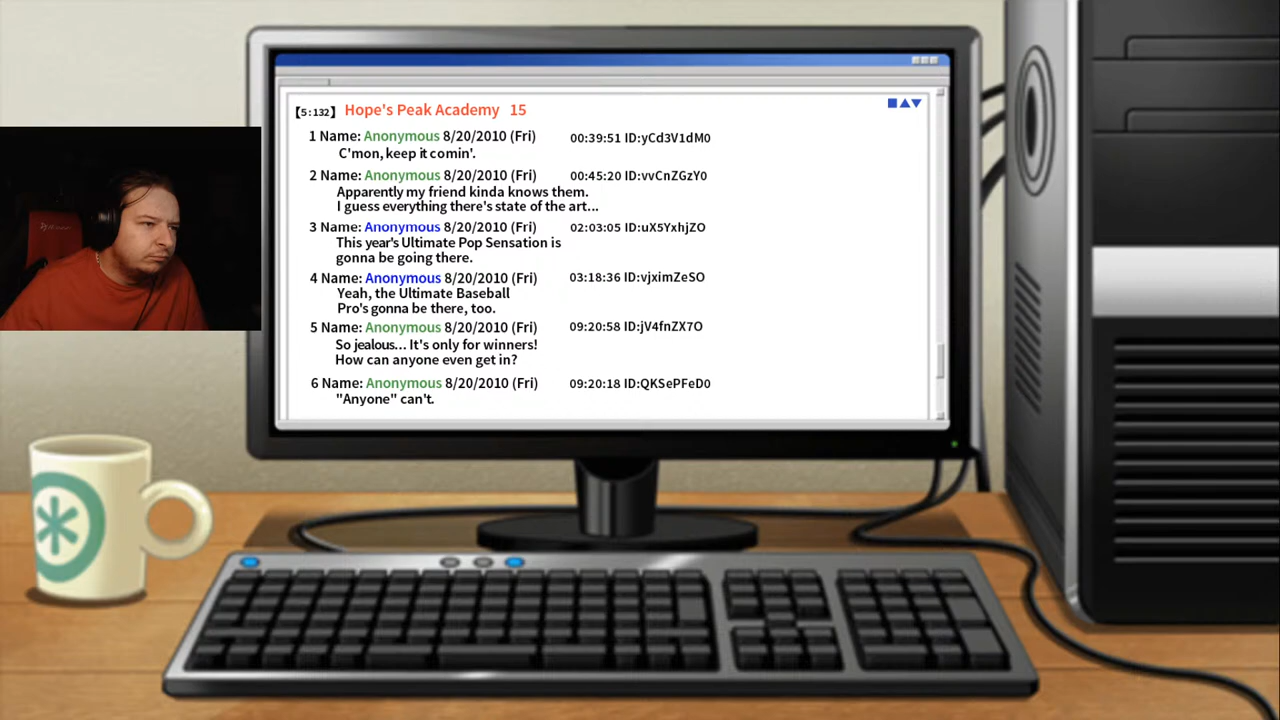 【5:132】 Hope's Peak Academy 15
1 Name: Anonymous 8/20/2010 (Fri) 00:39:51 ID:yCd3V1dM0
C'mon, keep it comin'.
2 Name: Anonymous 8/20/2010 (Fri) 00:45:20 ID:vvCnZGzY0
Apparently my friend kinda knows them.
I guess everything there's state of the art...
3 Name: Anonymous 8/20/2010 (Fri) 02:03:05 ID:uX5YxhjZO
This year's Ultimate Pop Sensation is
gonna be going there.
4 Name: Anonymous 8/20/2010 (Fri) 03:18:36 ID:vjximZeSO
Yeah, the Ultimate Baseball
Pro's gonna be there, too.
5 Name: Anonymous 8/20/2010 (Fri) 09:20:58 ID:jV4fnZX7O
So jealous... It's only for winners!
How can anyone even get in?
6 Name: Anonymous 8/20/2010 (Fri) 09:20:18 ID:QKSePFeD0
"Anyone" can't.